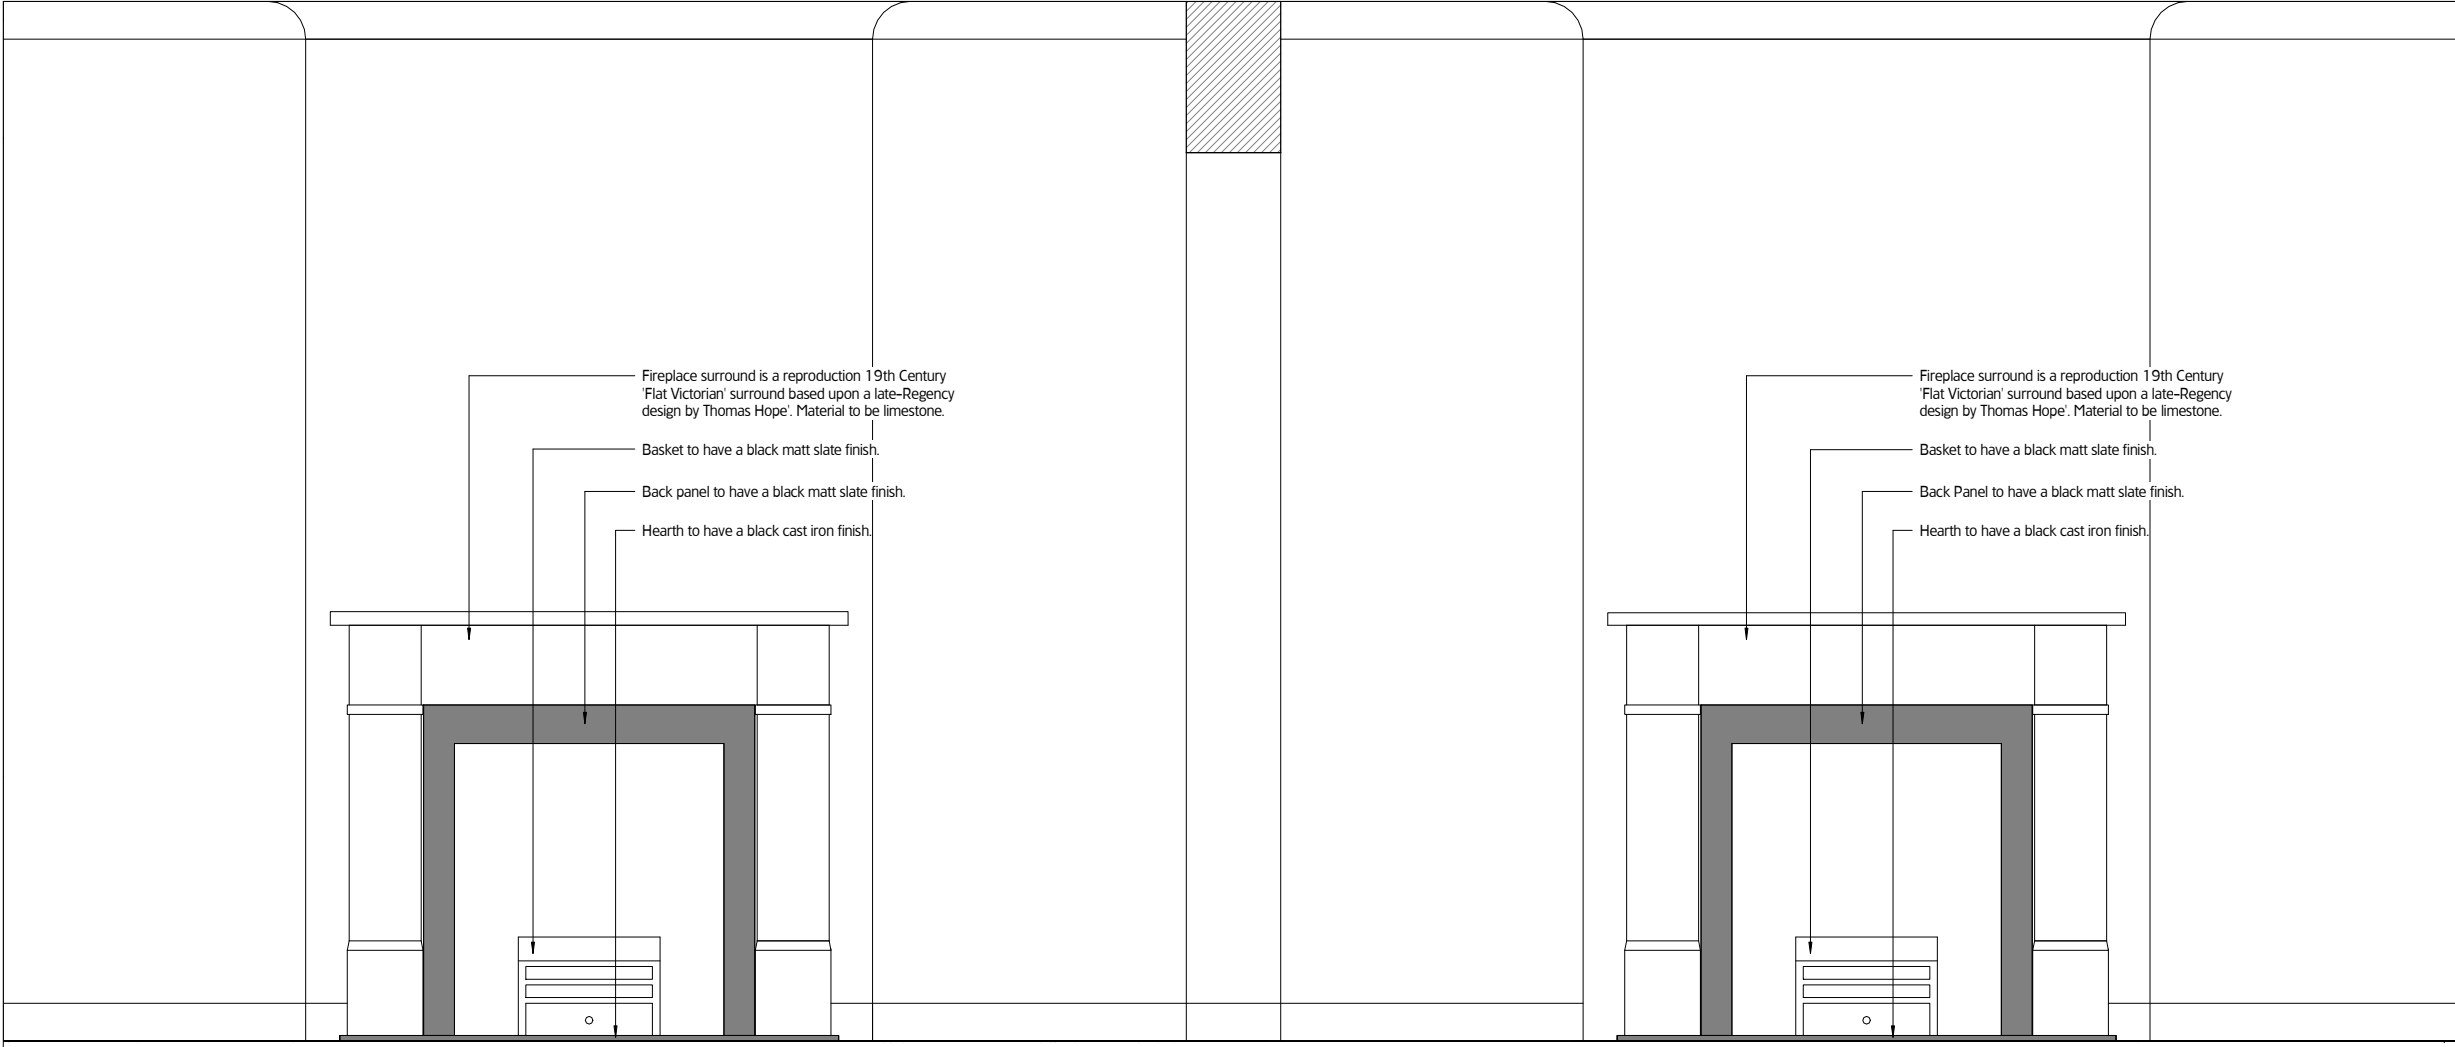 Fireplace surround is a reproduction 19th Century
'Flat Victorian' surround based upon a late-Regency
design by Thomas Hope'. Material to be limestone.
Basket to have a black matt slate finish.
Back panel to have a black matt slate finish.
Hearth to have a black cast iron finish.
Fireplace surround is a reproduction 19th Century
'Flat Victorian' surround based upon a late-Regency
design by Thomas Hope'. Material to be limestone.
Basket to have a black matt slate finish.
Back Panel to have a black matt slate finish.
Hearth to have a black cast iron finish.